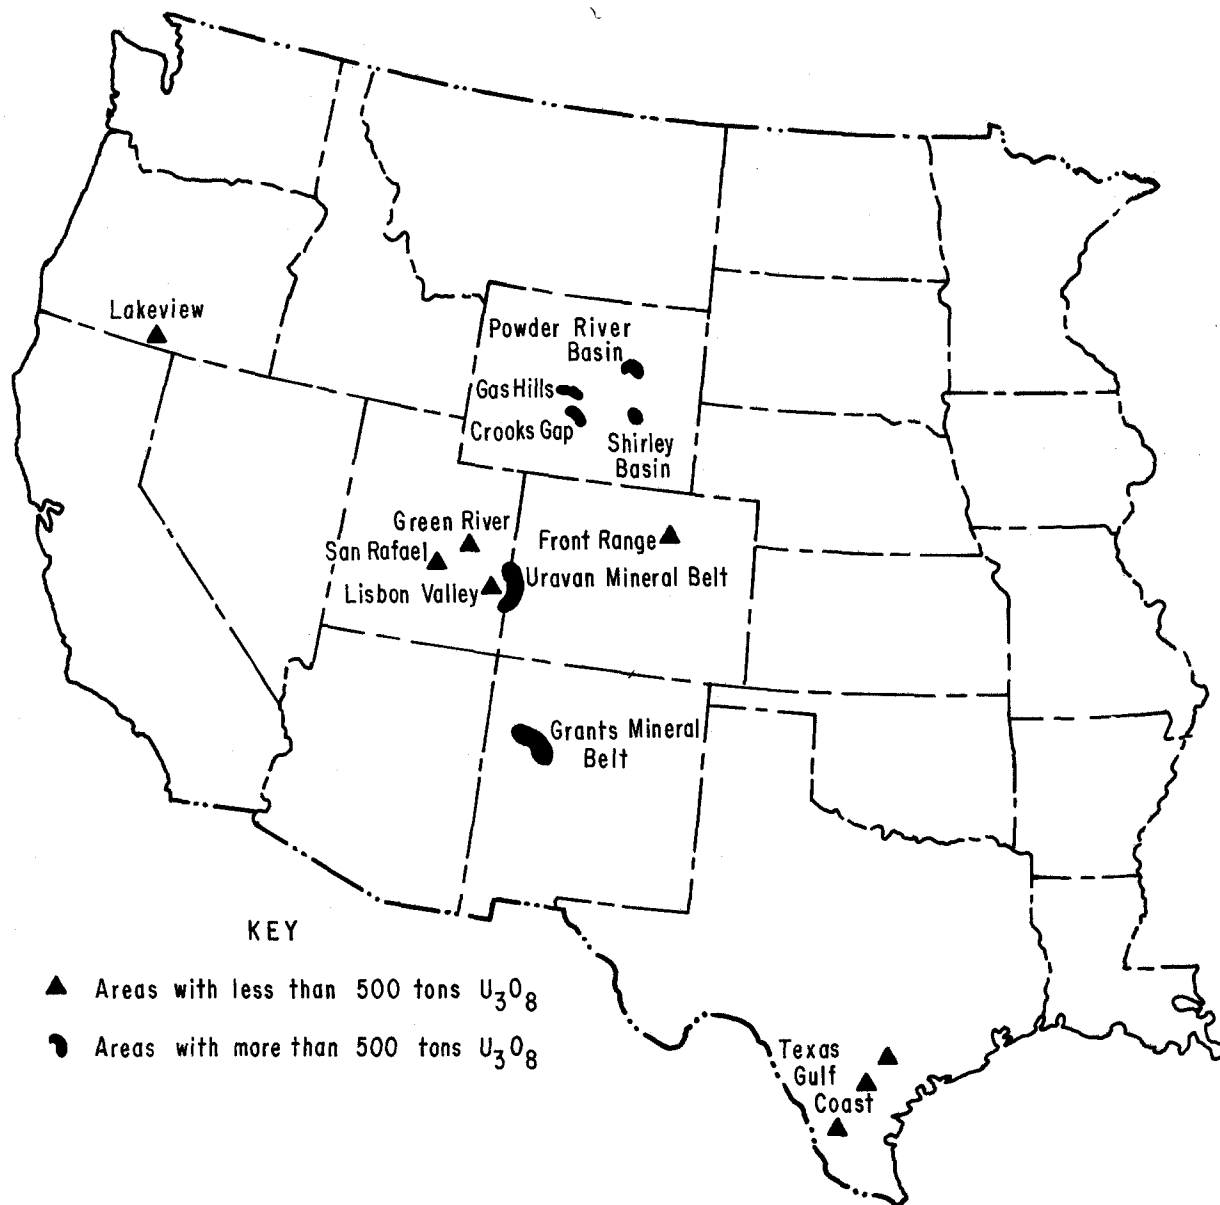 Lakeview
Powder River
Basin
Gas Hills
Crooks Gap
Shirley
Basin
Green River
San Rafael
Front Range
Uravan Mineral Belt
Lisbon Valley
Grants Mineral
Belt
KEY
Areas with less than 500 tons U₃O₈
Areas with more than 500 tons U₃O₈
Texas
Gulf
Coast